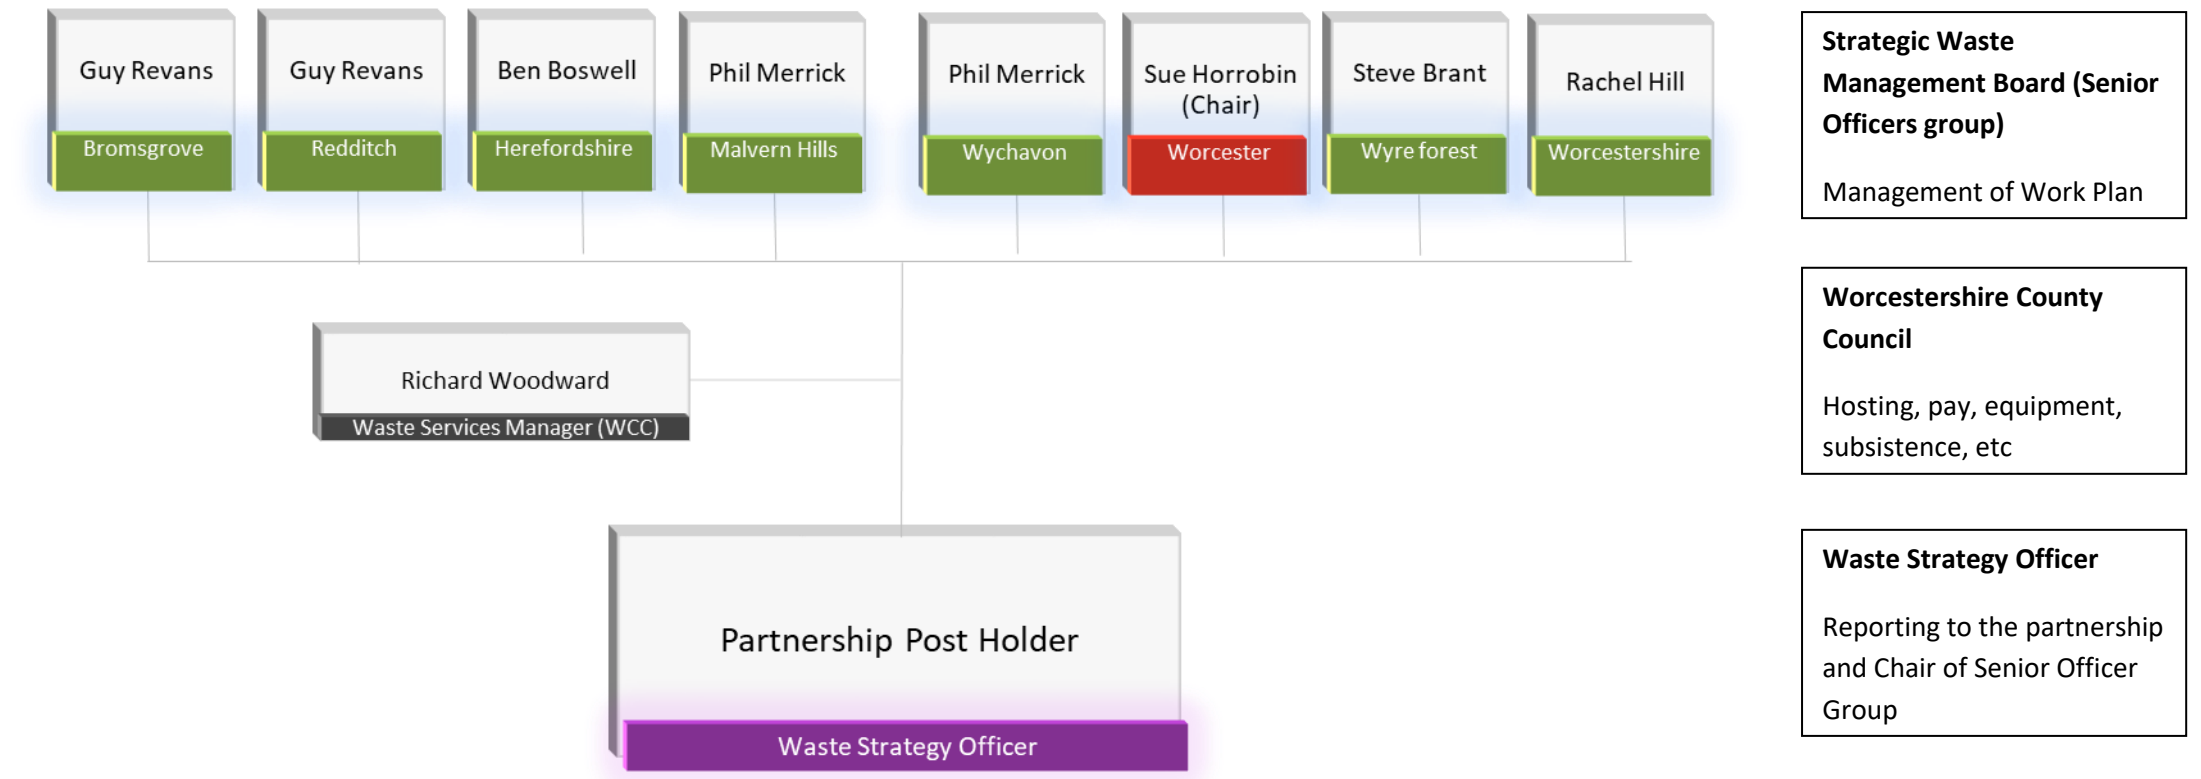 Guy Revans
Bromsgrove
Guy Revans
Redditch
Ben Boswell
Herefordshire
Phil Merrick
Malvern Hills
Phil Merrick
Wychavon
Sue Horrobin
(Chair)
Worcester
Steve Brant
Wyre forest
Rachel Hill
Worcestershire
Strategic Waste
Management Board (Senior
Officers group)
Management of Work Plan
Richard Woodward
Waste Services Manager (WCC)
Worcestershire County
Council
Hosting, pay, equipment,
subsistence, etc
Partnership Post Holder
Waste Strategy Officer
Waste Strategy Officer
Reporting to the partnership
and Chair of Senior Officer
Group